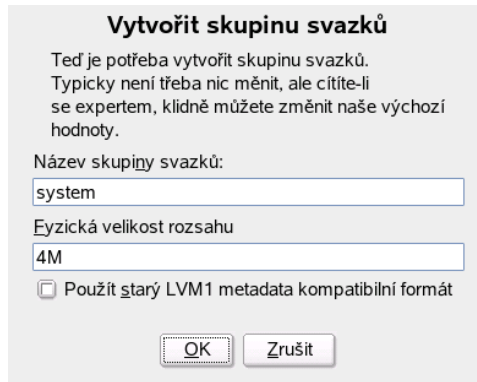 Vytvořit skupinu svazků
Teď je potřeba vytvořit skupinu svazků.
Typicky není třeba nic měnit, ale cítíte-li
se expertem, klidně můžete změnit naše výchozí
hodnoty.
Název skupiny svazků:
system
Fyzická velikost rozsahu
4M
Použít starý LVM1 metadata kompatibilní formát
OK Zrušit